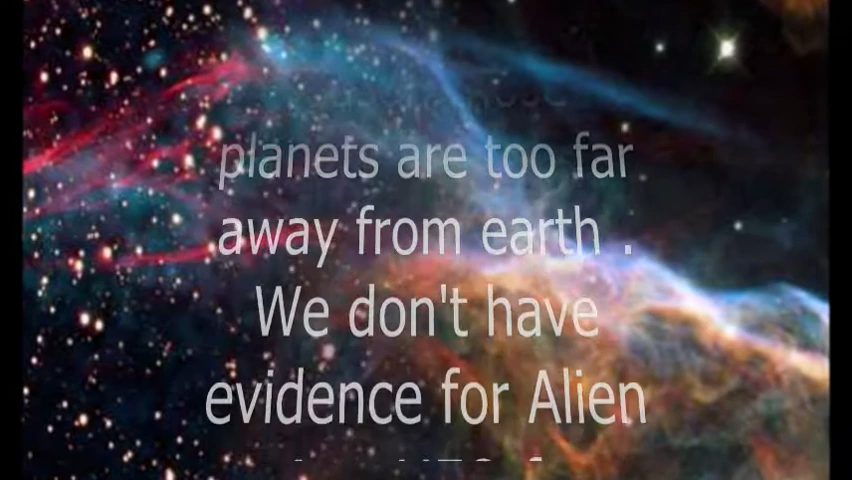 planets are too far
away from earth .
We don't have
evidence for Alien